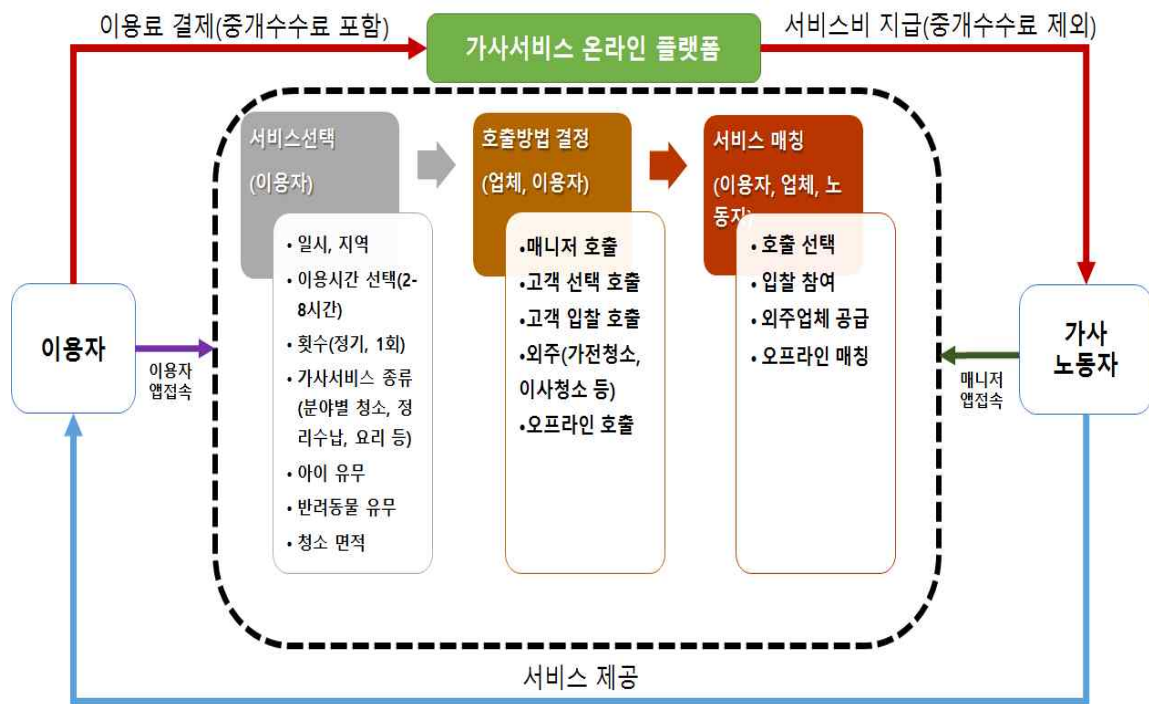 이용료 결제(중개수수료 포함)
가사서비스 온라인 플랫폼
서비스비 지급(중개수수료 제외)
서비스선택
(이용자)
• 일시, 지역
• 이용시간 선택(2-
8시간)
• 횟수(정기, 1회)
• 가사서비스 종류
(분야별 청소, 정
리수납, 요리 등)
• 아이 유무
• 반려동물 유무
• 청소 면적
호출방법 결정
(업체, 이용자)
•매니저 호출
•고객 선택 호출
•고객 입찰 호출
•외주(가전청소,
이사청소 등)
•오프라인 호출
서비스 매칭
(이용자, 업체, 노
동자)
• 호출 선택
• 입찰 참여
• 외주업체 공급
• 오프라인 매칭
이용자
이용자
앱접속
가사
노동자
매니저
앱접속
서비스 제공